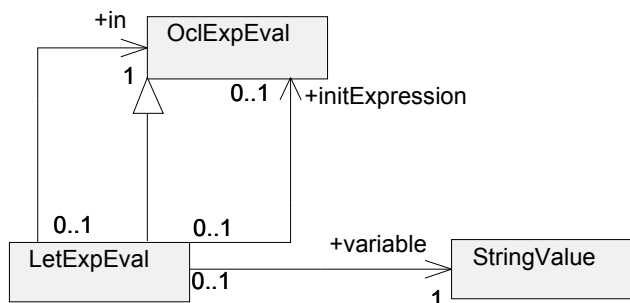 +in
OclExpEval
1
0..1
+initExpression
0..1
0..1
+variable
LetExpEval
StringValue
0..1
1